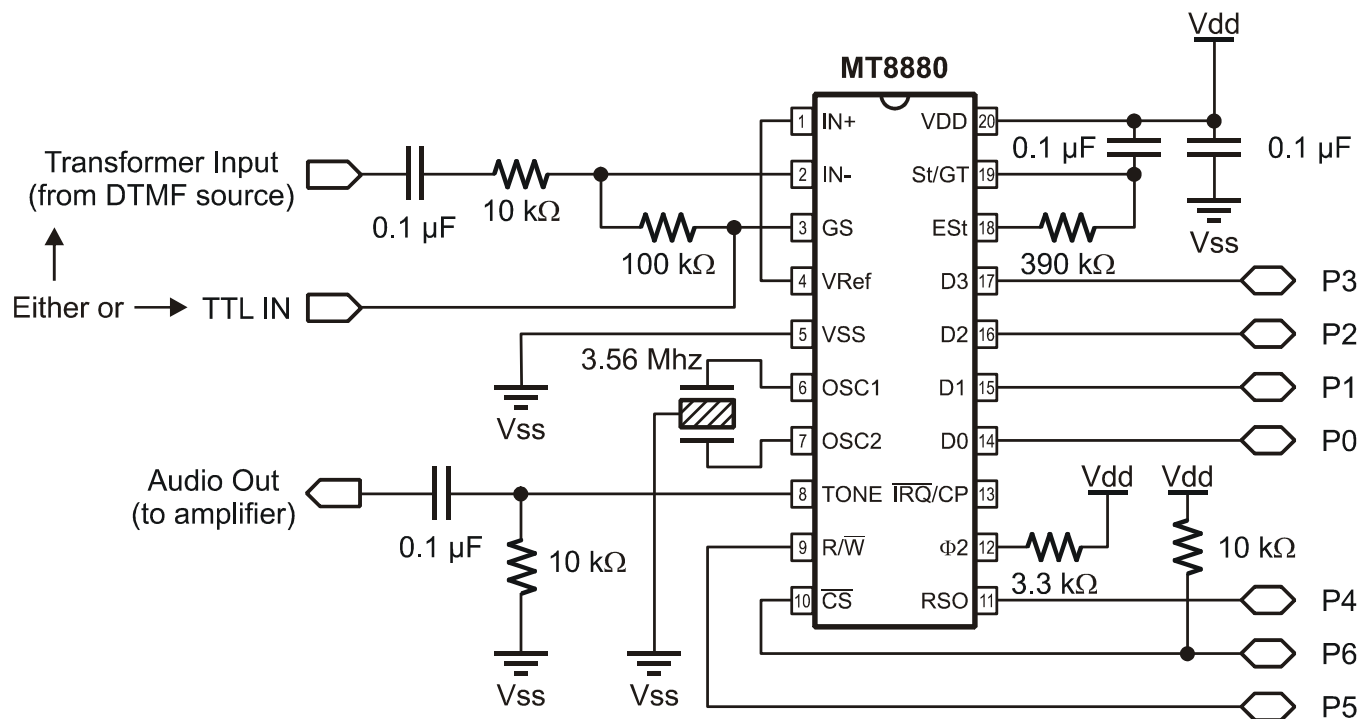 Vdd
MT8880
1 IN+ VDD 20
0.1 µF 0.1 µF
Transformer Input
(from DTMF source)
0.1 µF
10 kΩ
2 IN- St/GT 19
3 GS ESt 18
Vss
100 kΩ
390 kΩ
4 VRef D3 17 P3
Either or TTL IN
5 VSS D2 16 P2
3.56 Mhz
Vss
6 OSC1 D1 15 P1
7 OSC2 D0 14 P0
Vdd Vdd
Audio Out
(to amplifier)
8 TONE IRQ/CP 13
0.1 µF
10 kΩ
9 R/W Φ2 12
3.3 kΩ
10 kΩ
10 CS RSO 11 P4
P6
Vss Vss
P5